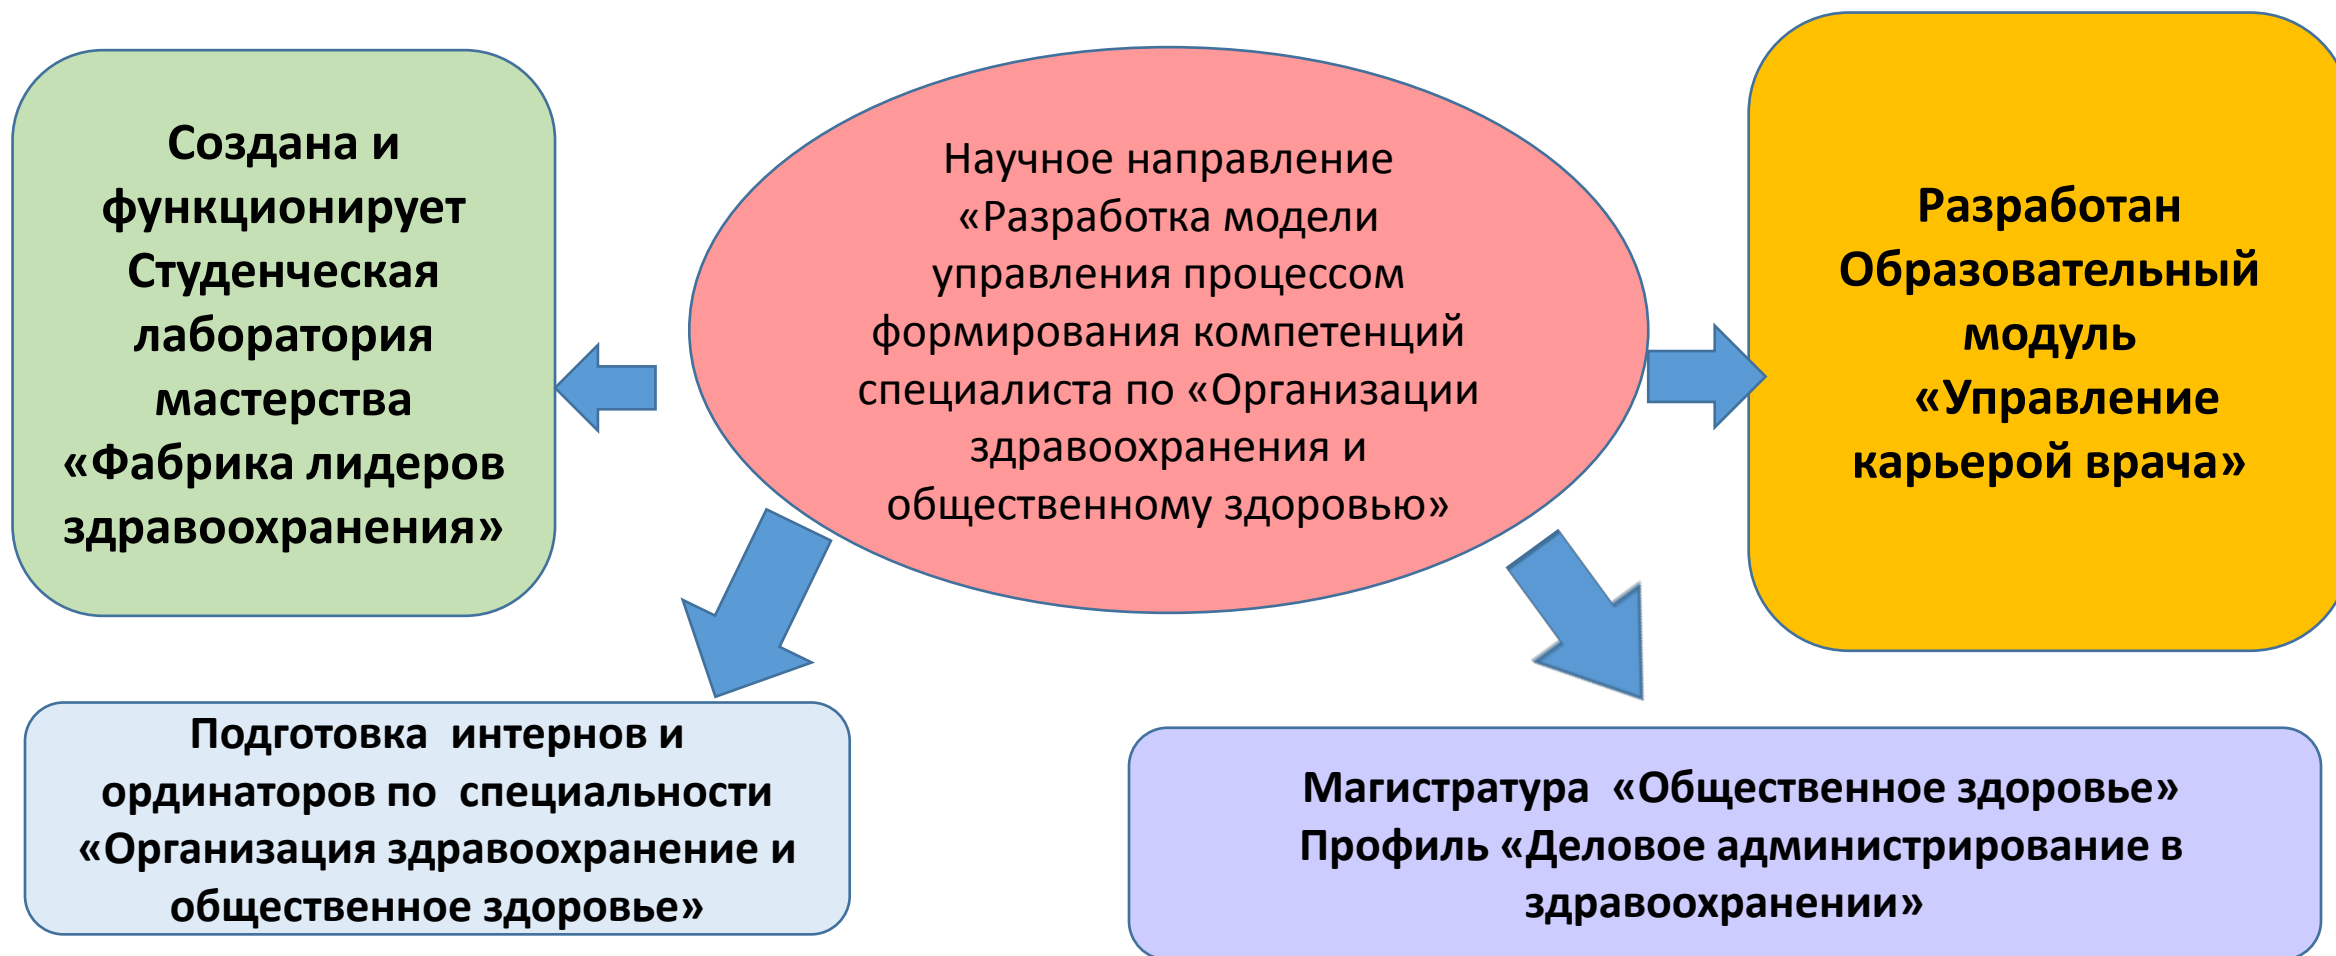 Создана и
функционирует
Студенческая
лаборатория
мастерства
«Фабрика лидеров
здравоохранения»
Научное направление
«Разработка модели
управления процессом
формирования компетенций
специалиста по «Организации
здравоохранения и
общественному здоровью»
Разработан
Образовательный
модуль
«Управление
карьерой врача»
Подготовка интернов и
ординаторов по специальности
«Организация здравоохранение и
общественное здоровье»
Магистратура «Общественное здоровье»
Профиль «Деловое администрирование в
здравоохранении»